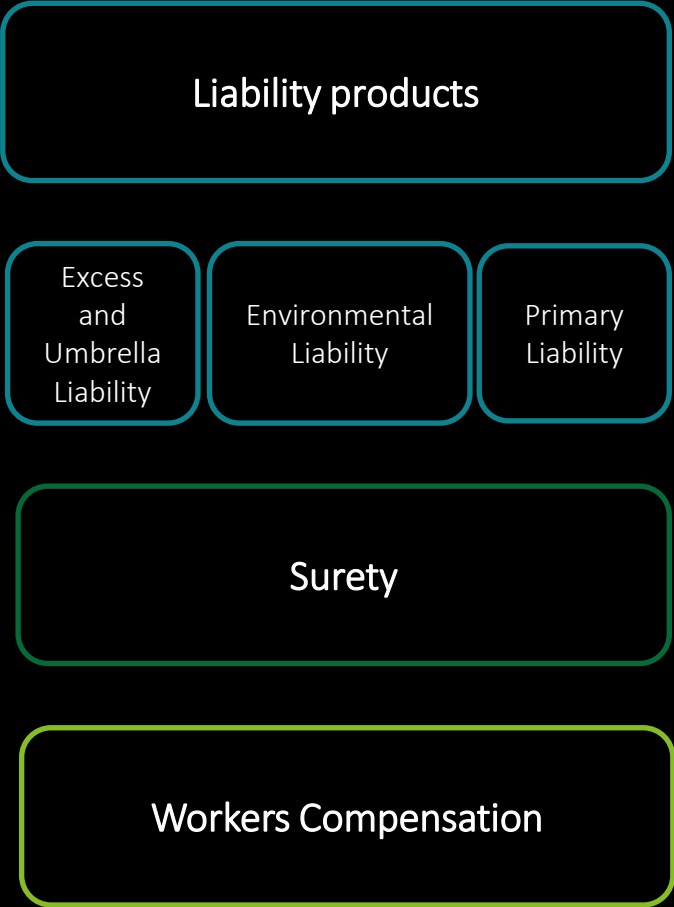 Liability products
Excess
and
Umbrella
Liability
Environmental
Liability
Primary
Liability
Surety
Workers Compensation